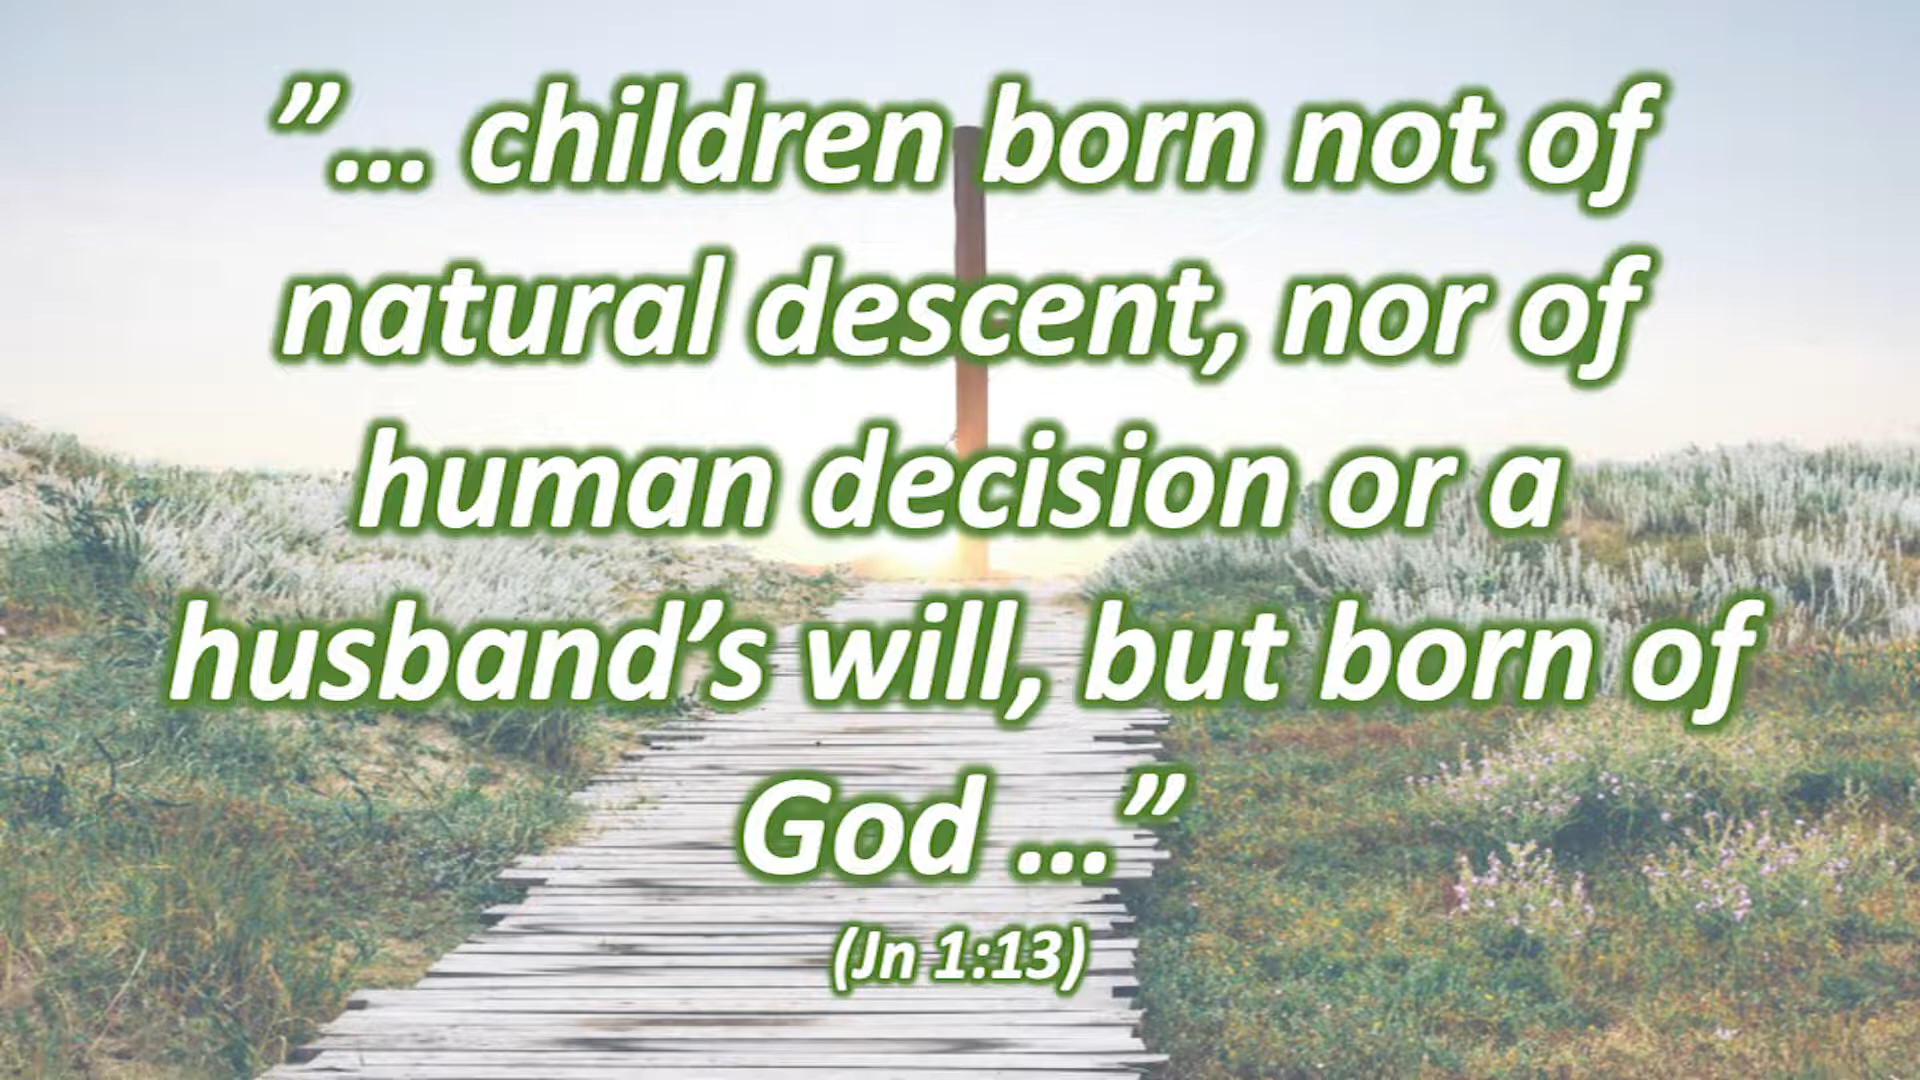 ”… children born not of
natural descent, nor of
human decision or a
husband’s will, but born of
God …”
(Jn 1:13)